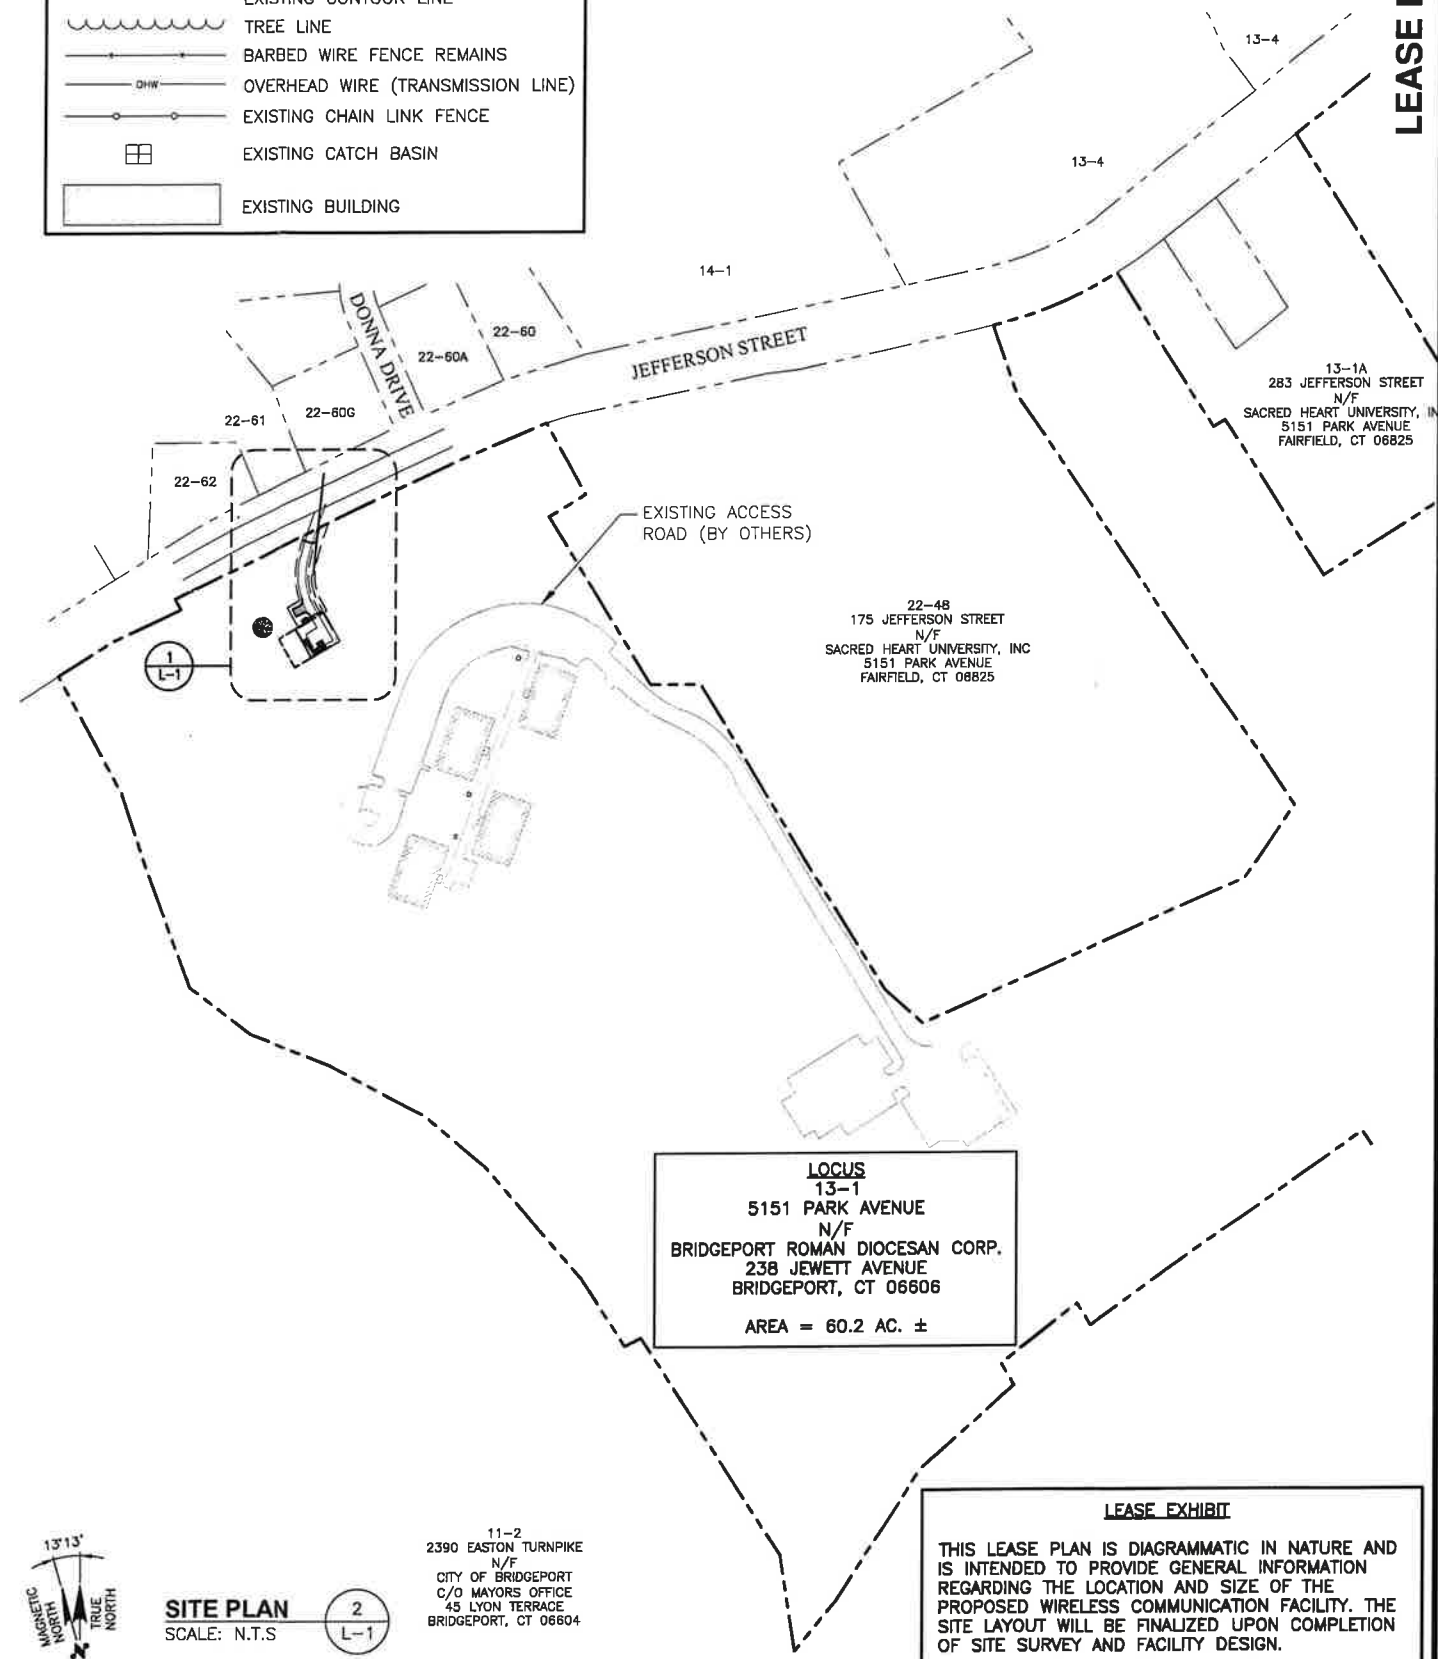 EXISTING CONTOUR LINE
TREE LINE
BARBED WIRE FENCE REMAINS
OHW
OVERHEAD WIRE (TRANSMISSION LINE)
EXISTING CHAIN LINK FENCE
EXISTING CATCH BASIN
EXISTING BUILDING
LEASE
13-4
13-4
14-1
DONNA DRIVE
22-60
22-60A
JEFFERSON STREET
22-60G
22-61
22-62
13-1A
283 JEFFERSON STREET
N/F
SACRED HEART UNIVERSITY, IN
5151 PARK AVENUE
FAIRFIELD, CT 06825
EXISTING ACCESS
ROAD (BY OTHERS)
22-48
175 JEFFERSON STREET
N/F
SACRED HEART UNIVERSITY, INC
5151 PARK AVENUE
FAIRFIELD, CT 06825
1
L-1
LOCUS
13-1
5151 PARK AVENUE
N/F
BRIDGEPORT ROMAN DIOCESAN CORP.
238 JEWETT AVENUE
BRIDGEPORT, CT 06606
AREA = 60.2 AC. ±
13°13'
MAGNETIC
NORTH
TRUE
NORTH
N
SITE PLAN
SCALE: N.T.S
2
L-1
11-2
2390 EASTON TURNPIKE
N/F
CITY OF BRIDGEPORT
C/O MAYORS OFFICE
45 LYON TERRACE
BRIDGEPORT, CT 06604
LEASE EXHIBIT
THIS LEASE PLAN IS DIAGRAMMATIC IN NATURE AND
IS INTENDED TO PROVIDE GENERAL INFORMATION
REGARDING THE LOCATION AND SIZE OF THE
PROPOSED WIRELESS COMMUNICATION FACILITY. THE
SITE LAYOUT WILL BE FINALIZED UPON COMPLETION
OF SITE SURVEY AND FACILITY DESIGN.